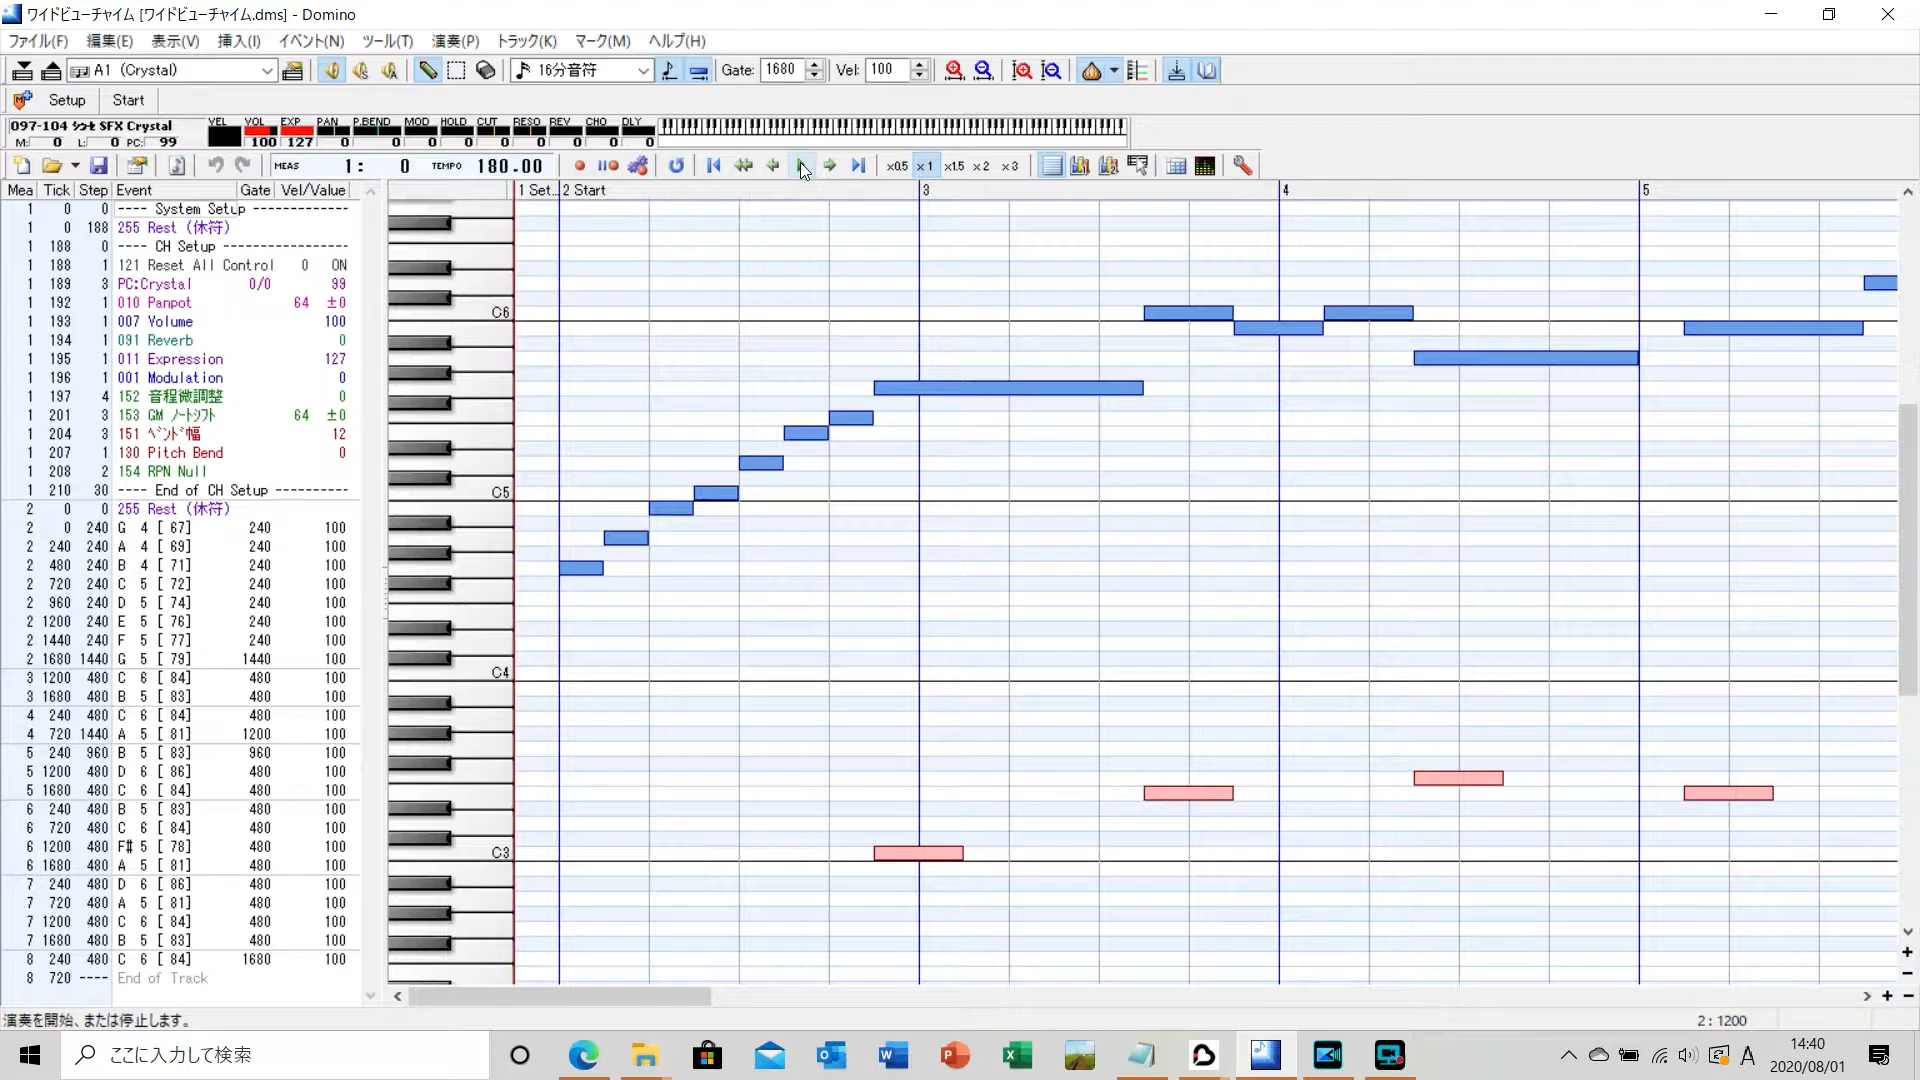 ワイドビューチャイム [ワイドビューチャイム.dms] - Domino
ファイル(F) 編集(E) 表示(V) 挿入(I) イベント(N) ツール(T) 演奏(P) トラック(K) マーク(M) ヘルプ(H)
A1 (Crystal) 16分音符 Gate: 1680 Vel: 100
Setup Start
097-104 シンセ SFX Crystal VEL VOL EXP PAN P.BEND MOD HOLD CUT RESO REV CHO DLY
M: 0 L: 0 PC: 99 100 127 0 0 0 0 0 0 0 0 0
MEAS 1: 0 TEMPO 180.00 x0.5 x1 x1.5 x2 x3
Mea Tick Step Event Gate Vel/Value 1 Set... 2 Start 3 4 5
1 0 0 ---- System Setup -------------
1 0 188 255 Rest (休符)
1 188 0 ---- CH Setup -----------------
1 188 1 121 Reset All Control 0 ON
1 189 3 PC:Crystal 0/0 99
1 192 1 010 Panpot 64 ±0
1 193 1 007 Volume 100
1 194 1 091 Reverb 0
1 195 1 011 Expression 127
1 196 1 001 Modulation 0
1 197 4 152 音程微調整 0
1 201 3 153 GM ノートシフト 64 ±0
1 204 3 151 ベンド幅 12
1 207 1 130 Pitch Bend 0
1 208 2 154 RPN Null
1 210 30 ---- End of CH Setup ----------
2 0 0 255 Rest (休符)
2 0 240 G 4 [ 67] 240 100
2 240 240 A 4 [ 69] 240 100
2 480 240 B 4 [ 71] 240 100
2 720 240 C 5 [ 72] 240 100
2 960 240 D 5 [ 74] 240 100
2 1200 240 E 5 [ 76] 240 100
2 1440 240 F 5 [ 77] 240 100
2 1680 1440 G 5 [ 79] 1440 100
3 1200 480 C 6 [ 84] 480 100
3 1680 480 B 5 [ 83] 480 100
4 240 480 C 6 [ 84] 480 100
4 720 1440 A 5 [ 81] 1200 100
5 240 960 B 5 [ 83] 960 100
5 1200 480 D 6 [ 86] 480 100
5 1680 480 C 6 [ 84] 480 100
6 240 480 B 5 [ 83] 480 100
6 720 480 C 6 [ 84] 480 100
6 1200 480 F# 5 [ 78] 480 100
6 1680 480 A 5 [ 81] 480 100
7 240 480 D 6 [ 86] 480 100
7 720 480 A 5 [ 81] 480 100
7 1200 480 C 6 [ 84] 480 100
7 1680 480 B 5 [ 83] 480 100
8 240 480 C 6 [ 84] 1680 100
8 720 ---- End of Track
C6
C5
C4
C3
演奏を開始、または停止します。 2: 1200
ここに入力して検索 A 14:40
2020/08/01